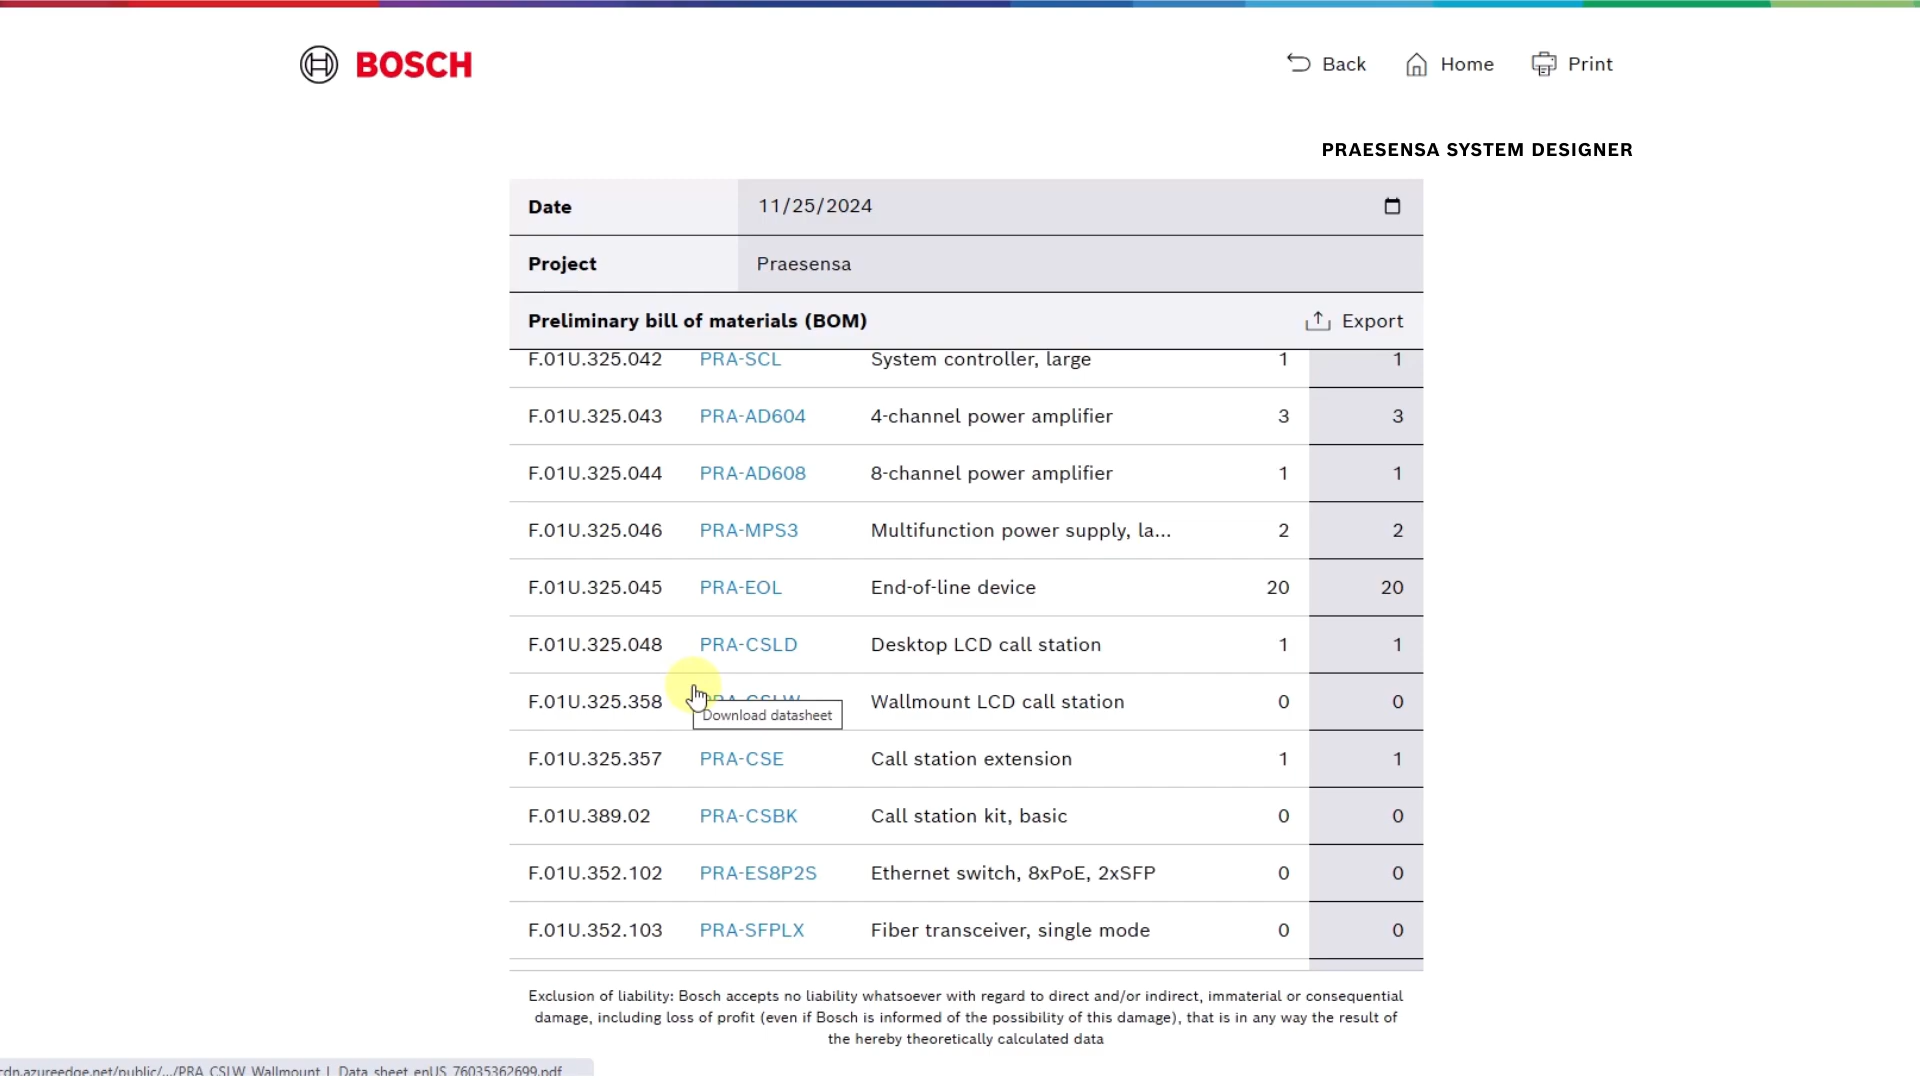 BOSCH
Back Home Print
PRAESENSA SYSTEM DESIGNER
Date 11/25/2024
Project Praesensa
Preliminary bill of materials (BOM) Export
F.01U.325.042 PRA-SCL System controller, large 1 1
F.01U.325.043 PRA-AD604 4-channel power amplifier 3 3
F.01U.325.044 PRA-AD608 8-channel power amplifier 1 1
F.01U.325.046 PRA-MPS3 Multifunction power supply, la... 2 2
F.01U.325.045 PRA-EOL End-of-line device 20 20
F.01U.325.048 PRA-CSLD Desktop LCD call station 1 1
F.01U.325.358 PRA-CSLW Wallmount LCD call station 0 0
Download datasheet
F.01U.325.357 PRA-CSE Call station extension 1 1
F.01U.389.02 PRA-CSBK Call station kit, basic 0 0
F.01U.352.102 PRA-ES8P2S Ethernet switch, 8xPoE, 2xSFP 0 0
F.01U.352.103 PRA-SFPLX Fiber transceiver, single mode 0 0
Exclusion of liability: Bosch accepts no liability whatsoever with regard to direct and/or indirect, immaterial or consequential
damage, including loss of profit (even if Bosch is informed of the possibility of this damage), that is in any way the result of
the hereby theoretically calculated data
cdn.azureedge.net/public/.../PRA_CSLW_Wallmount_L_Data_sheet_enUS_76035362699.pdf